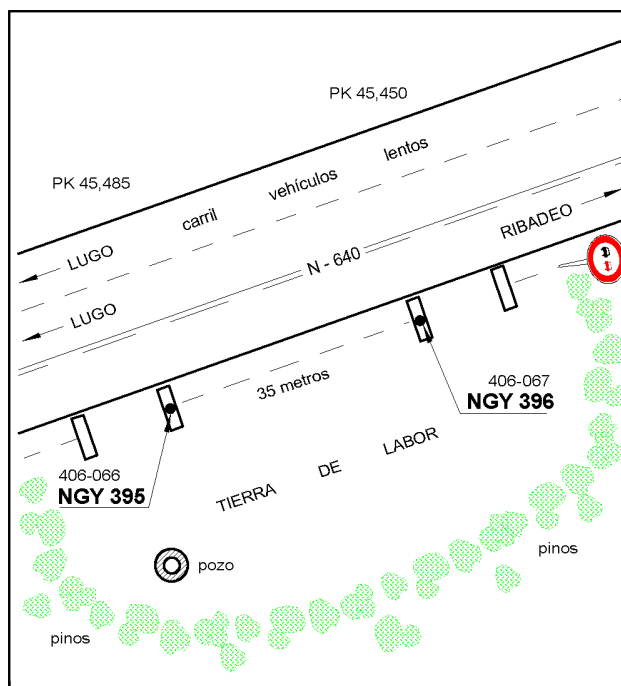 PK 45,450
PK 45,485
carril vehículos lentos
LUGO
RIBADEO
N - 640
LUGO
35 metros
406-067
NGY 396
406-066
NGY 395
TIERRA DE LABOR
pozo
pinos
pinos